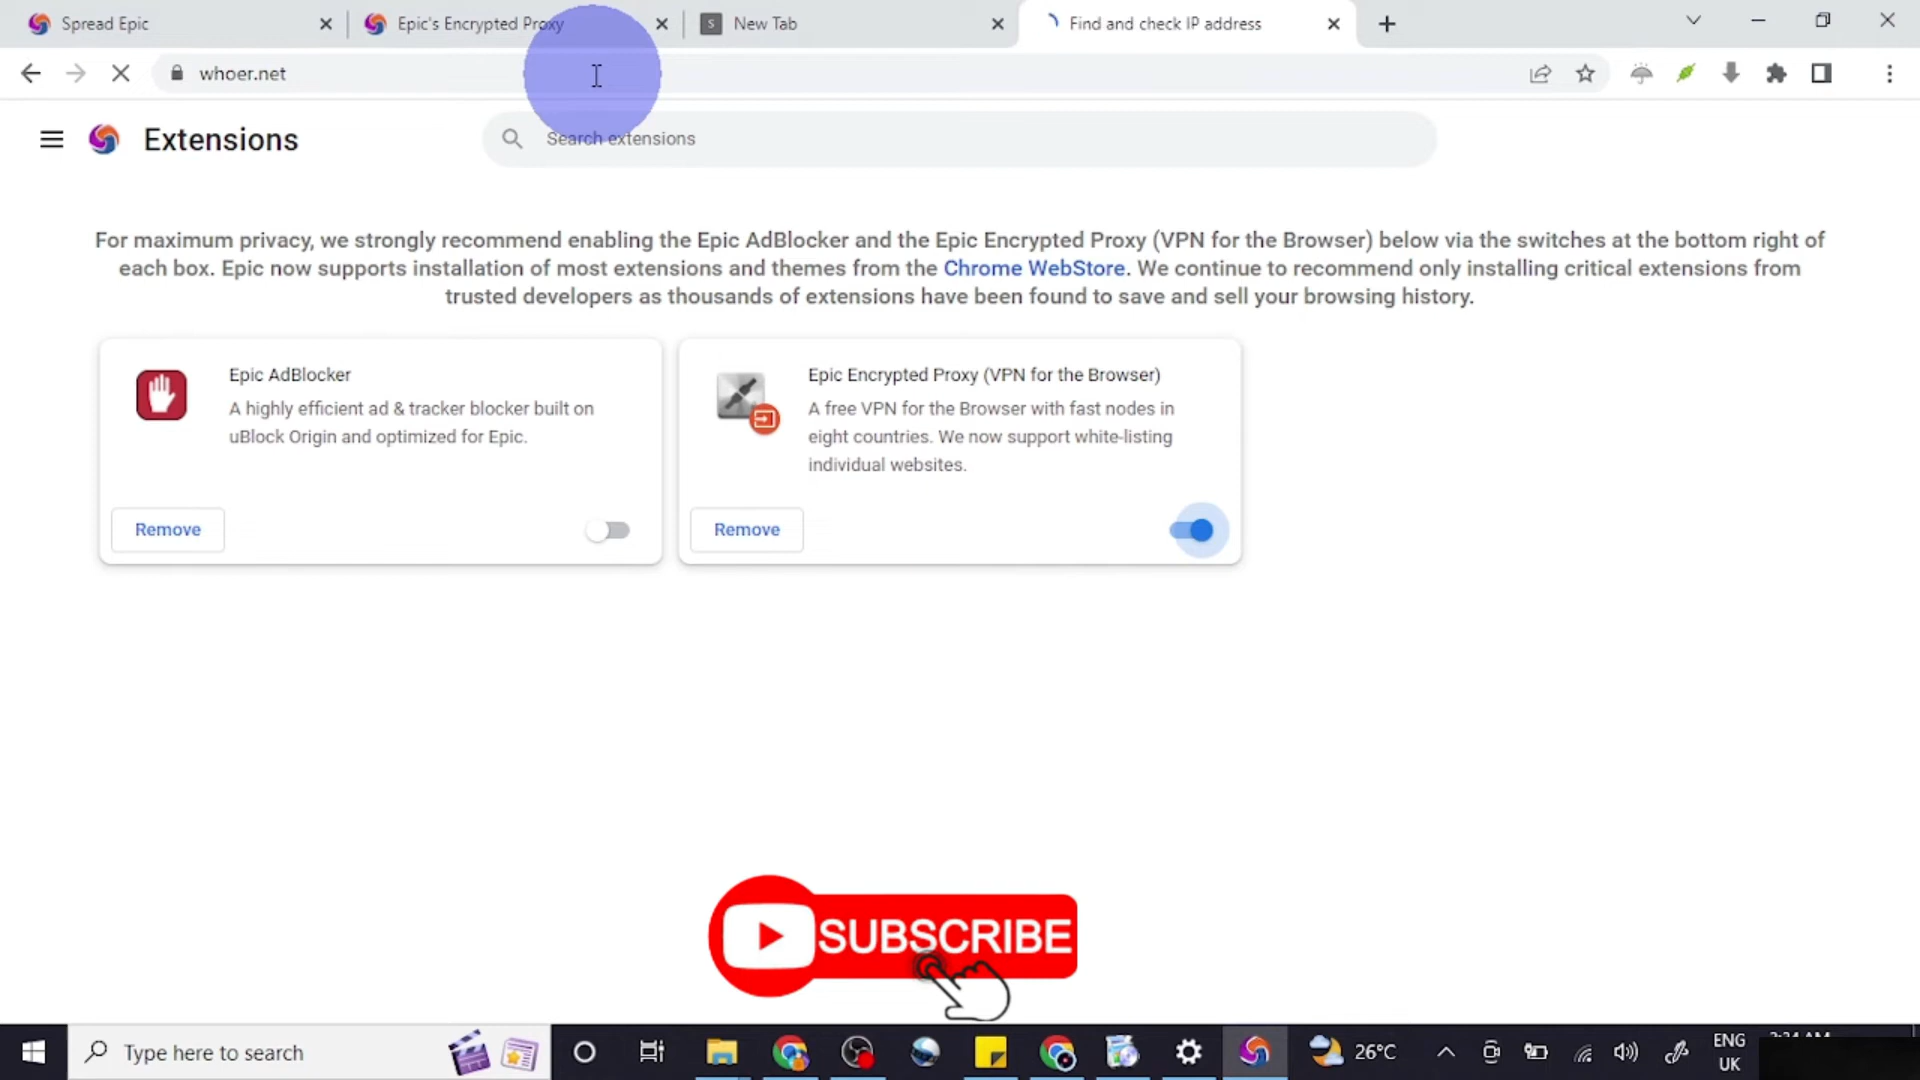 Spread Epic
Epic's Encrypted Proxy
New Tab
Find and check IP address
whoer.net
Extensions
Search extensions
For maximum privacy, we strongly recommend enabling the Epic AdBlocker and the Epic Encrypted Proxy (VPN for the Browser) below via the switches at the bottom right of
each box. Epic now supports installation of most extensions and themes from the Chrome WebStore. We continue to recommend only installing critical extensions from
trusted developers as thousands of extensions have been found to save and sell your browsing history.
Epic AdBlocker
A highly efficient ad & tracker blocker built on
uBlock Origin and optimized for Epic.
Remove
Epic Encrypted Proxy (VPN for the Browser)
A free VPN for the Browser with fast nodes in
eight countries. We now support white-listing
individual websites.
Remove
SUBSCRIBE
Type here to search
26°C
ENG
UK